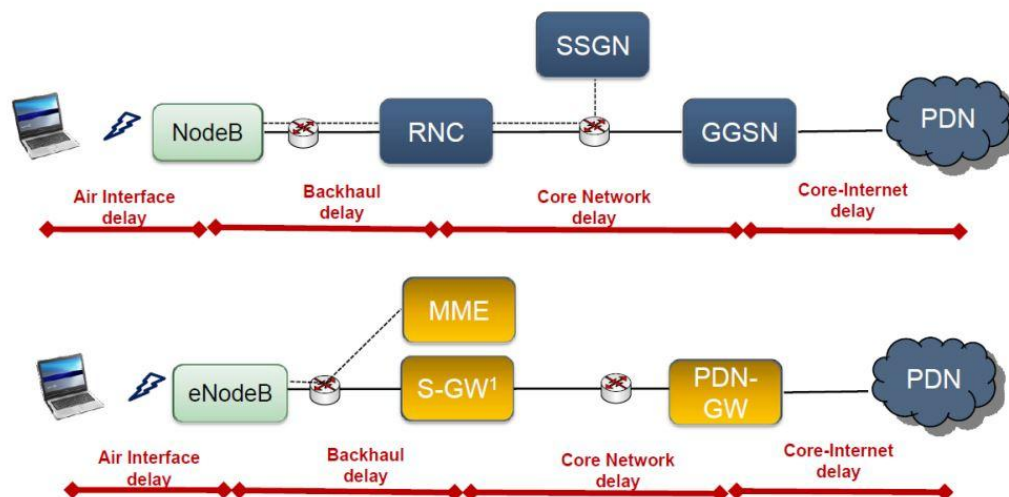 SSGN
NodeB
RNC
GGSN
PDN
Air Interface
delay
Backhaul
delay
Core Network
delay
Core-Internet
delay
MME
eNodeB
S-GW¹
PDN-
GW
PDN
Air Interface
delay
Backhaul
delay
Core Network
delay
Core-Internet
delay